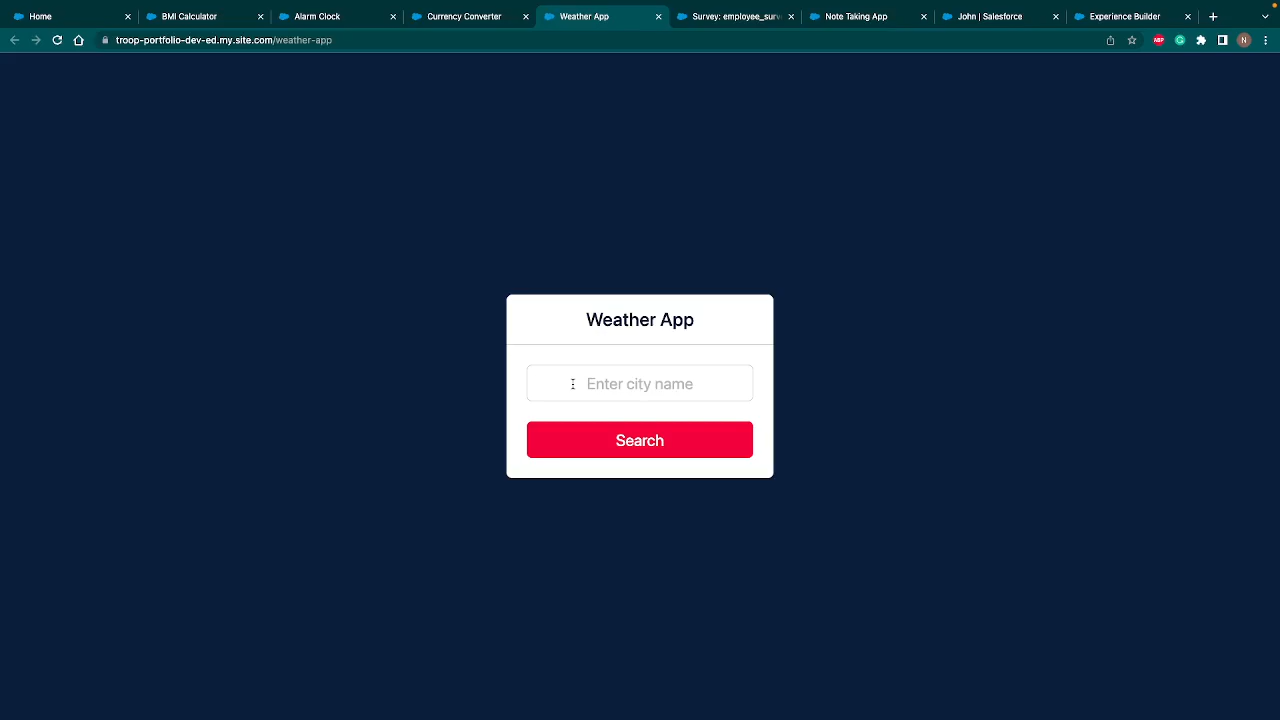 Home
BMI Calculator
Alarm Clock
Currency Converter
Weather App
Survey: employee_surv
Note Taking App
John | Salesforce
Experience Builder
troop-portfolio-dev-ed.my.site.com/weather-app
ABP
G
N
Weather App
Enter city name
Search